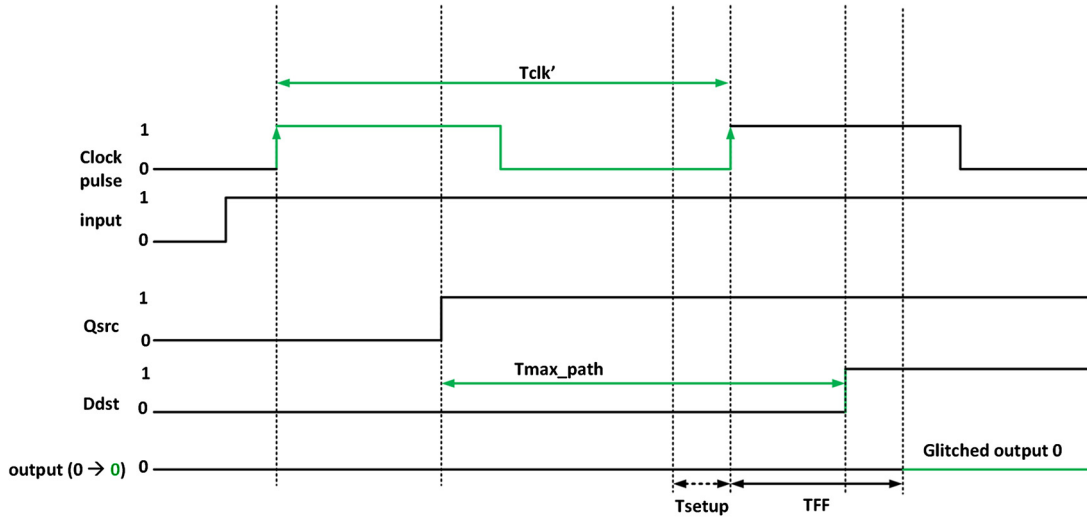 Tclk’
1
Clock
pulse
0
1
input
0
1
Qsrc
0
1
Tmax_path
Ddst
0
Glitched output 0
output (0 → 0)
0
Tsetup
TFF